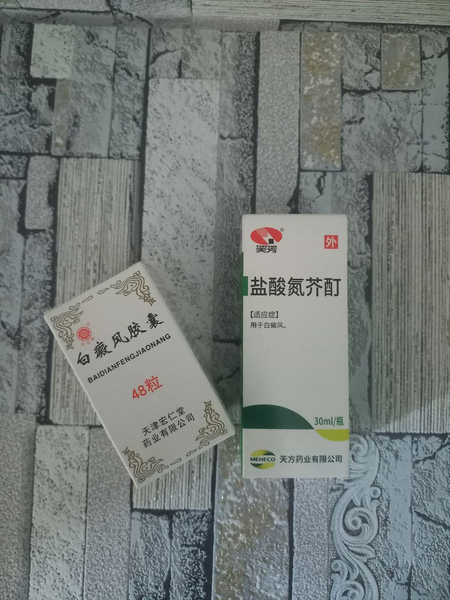 白癜风胶囊
BAIDIANFENGJIAONANG
48粒
天津宏仁堂
药业有限公司
外
盐酸氮芥酊
【适应症】
用于白癜风。
30ml/瓶
MEHECO
天方药业有限公司